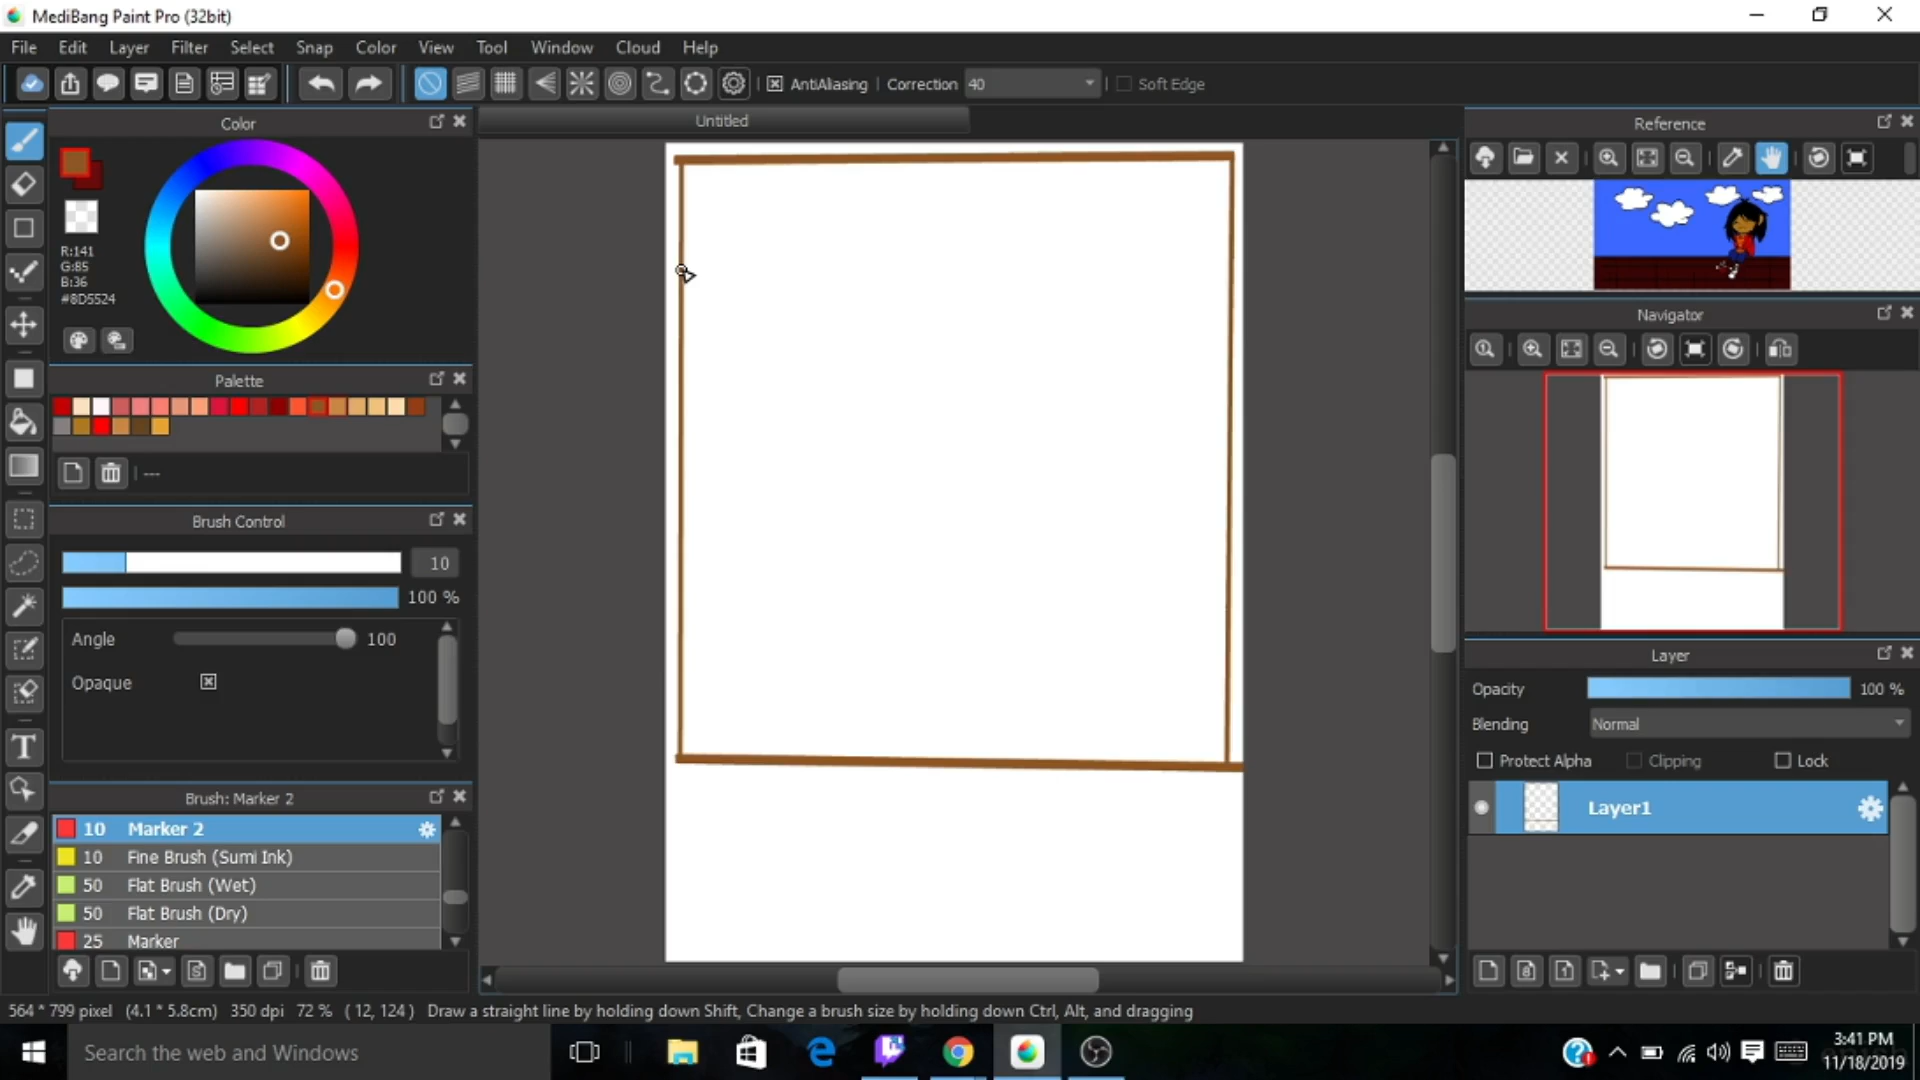 MediBang Paint Pro (32bit)
File Edit Layer Filter Select Snap Color View Tool Window Cloud Help
AntiAliasing Correction 40 Soft Edge
Color
Untitled
Reference
R:141
G:85
B:36
#8D5524
Navigator
Palette
---
Brush Control
10
100 %
Angle 100
Opaque
Layer
Opacity 100 %
Blending Normal
Protect Alpha Clipping Lock
Layer1
Brush: Marker 2
10 Marker 2
10 Fine Brush (Sumi Ink)
50 Flat Brush (Wet)
50 Flat Brush (Dry)
25 Marker
564 * 799 pixel (4.1 * 5.8cm) 350 dpi 72 % ( 12, 124 ) Draw a straight line by holding down Shift, Change a brush size by holding down Ctrl, Alt, and dragging
Search the web and Windows
3:41 PM
11/18/2019